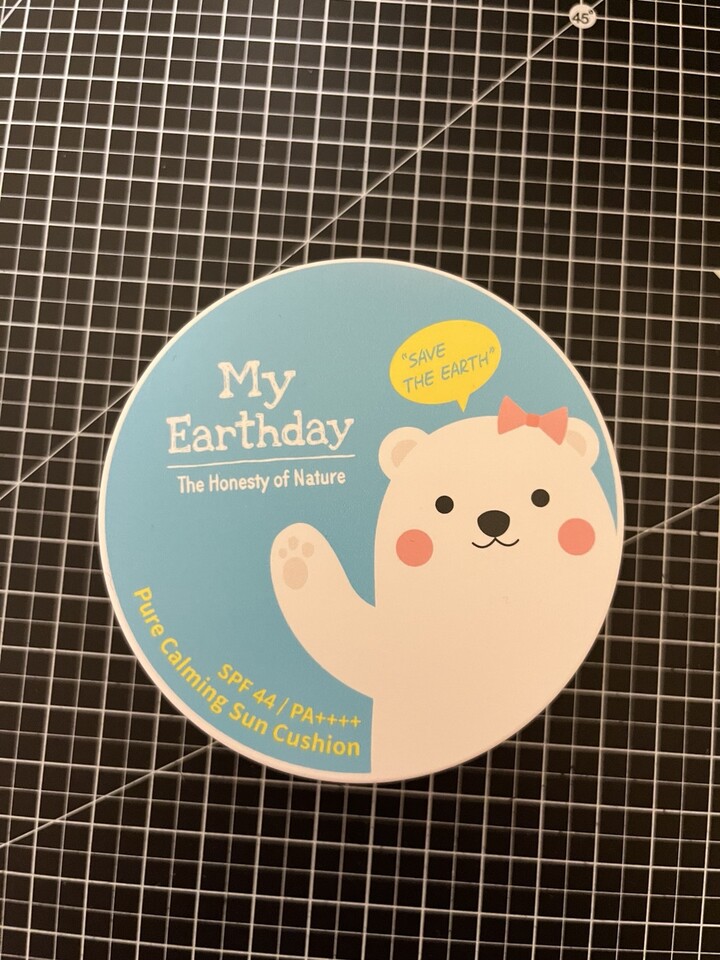 45°
"SAVE
THE EARTH"
My
Earthday
The Honesty of Nature
SPF 44 / PA++++
Pure Calming Sun Cushion